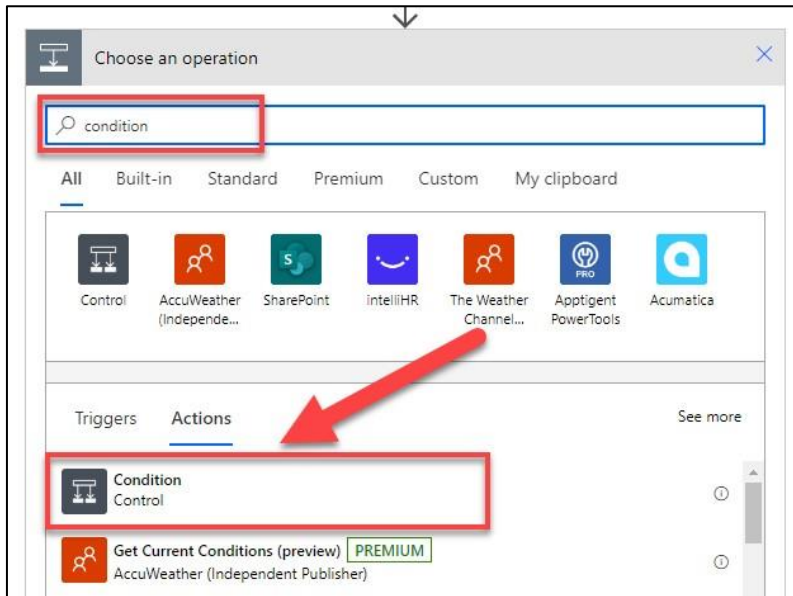 Choose an operation
condition
All Built-in Standard Premium Custom My clipboard
Control AccuWeather (Independe... SharePoint intelliHR The Weather Channel... Apptigent PowerTools Acumatica
S
PRO
Triggers Actions See more
Condition
Control
Get Current Conditions (preview) PREMIUM
AccuWeather (Independent Publisher)